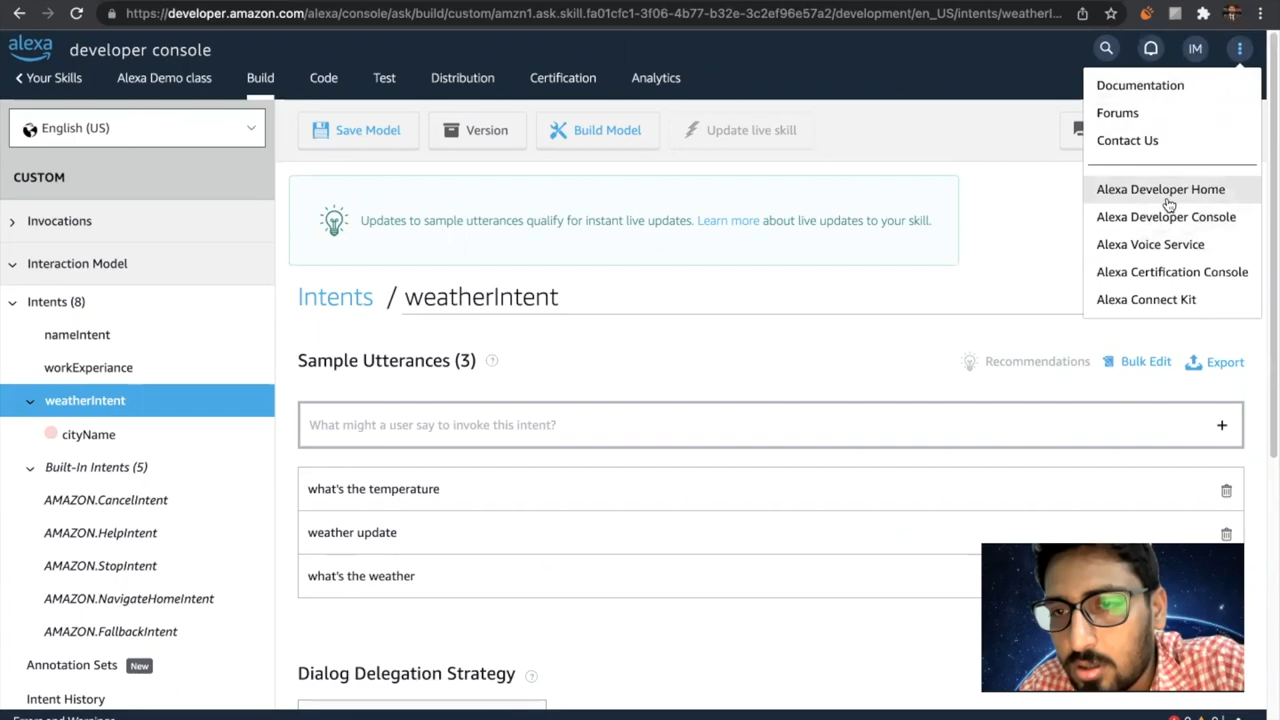 https://developer.amazon.com/alexa/console/ask/build/custom/amzn1.ask.skill.fa01cfc1-3f06-4b77-b32e-3c2ef96e57a2/development/en_US/intents/weatherI...
alexa developer console
IM
Your Skills Alexa Demo class Build Code Test Distribution Certification Analytics
Documentation
Forums
Contact Us
Alexa Developer Home
Alexa Developer Console
Alexa Voice Service
Alexa Certification Console
Alexa Connect Kit
English (US)
Save Model Version Build Model Update live skill
CUSTOM
Invocations
Interaction Model
Intents (8)
nameIntent
workExperiance
weatherIntent
cityName
Built-In Intents (5)
AMAZON.CancelIntent
AMAZON.HelpIntent
AMAZON.StopIntent
AMAZON.NavigateHomeIntent
AMAZON.FallbackIntent
Annotation Sets New
Intent History
Updates to sample utterances qualify for instant live updates. Learn more about live updates to your skill.
Intents / weatherIntent
Sample Utterances (3) ?
Recommendations Bulk Edit Export
What might a user say to invoke this intent? +
what's the temperature
weather update
what's the weather
Dialog Delegation Strategy ?